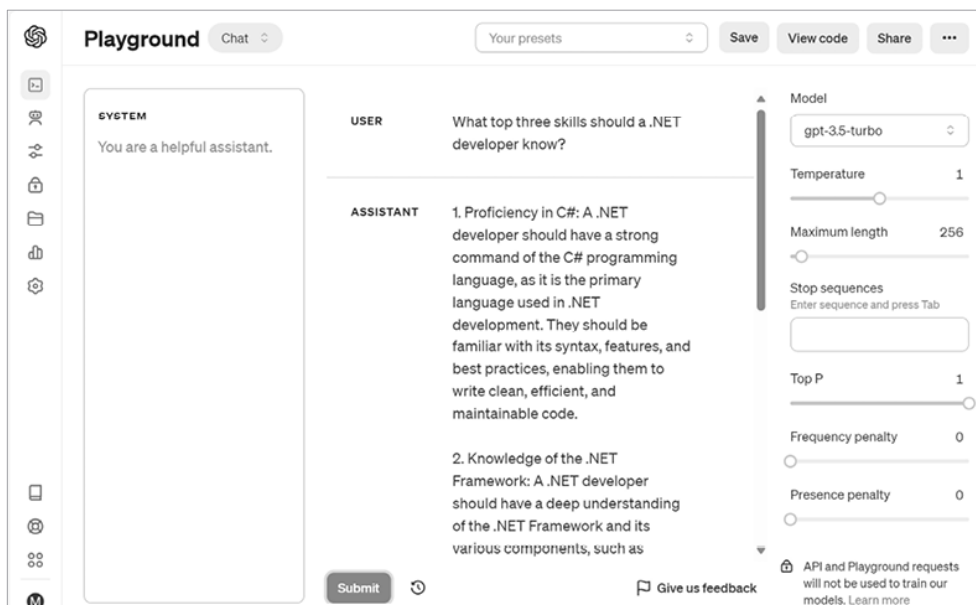 Playground Chat Your presets Save View code Share ...
SYSTEM
You are a helpful assistant.
USER
What top three skills should a .NET
developer know?
ASSISTANT
1. Proficiency in C#: A .NET
developer should have a strong
command of the C# programming
language, as it is the primary
language used in .NET
development. They should be
familiar with its syntax, features, and
best practices, enabling them to
write clean, efficient, and
maintainable code.
2. Knowledge of the .NET
Framework: A .NET developer
should have a deep understanding
of the .NET Framework and its
various components, such as
Submit
Give us feedback
Model
gpt-3.5-turbo
Temperature 1
Maximum length 256
Stop sequences
Enter sequence and press Tab
Top P 1
Frequency penalty 0
Presence penalty 0
API and Playground requests
will not be used to train our
models. Learn more
M